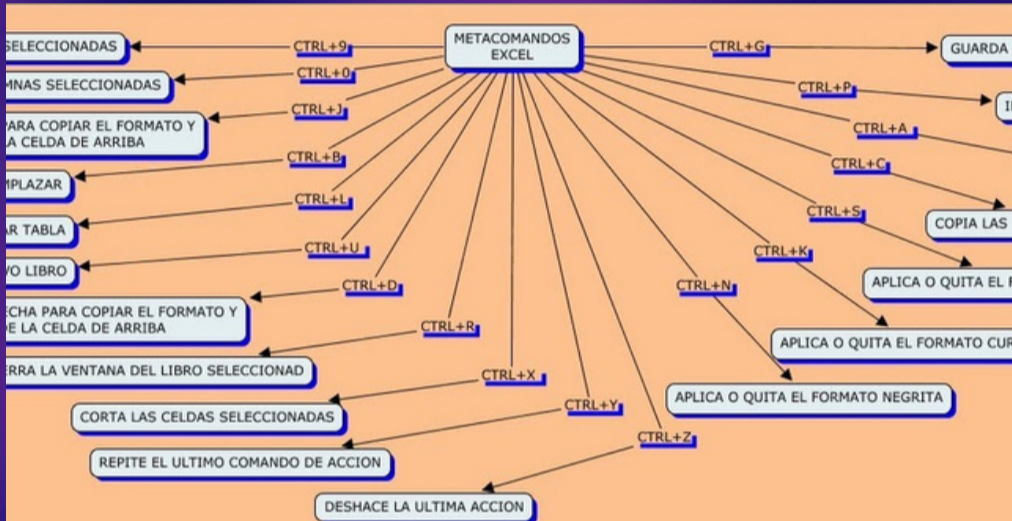 METACOMANDOS
EXCEL
CTRL+9
SELECCIONADAS
CTRL+0
MNAS SELECCIONADAS
CTRL+J
PARA COPIAR EL FORMATO Y
LA CELDA DE ARRIBA
CTRL+B
MPLAZAR
CTRL+L
AR TABLA
CTRL+U
VO LIBRO
CTRL+D
ECHA PARA COPIAR EL FORMATO Y
DE LA CELDA DE ARRIBA
CTRL+R
ERRA LA VENTANA DEL LIBRO SELECCIONAD
CTRL+X
CORTA LAS CELDAS SELECCIONADAS
CTRL+Y
REPITE EL ULTIMO COMANDO DE ACCION
CTRL+Z
DESHACE LA ULTIMA ACCION
CTRL+N
APLICA O QUITA EL FORMATO NEGRITA
CTRL+K
APLICA O QUITA EL FORMATO CUR
CTRL+S
APLICA O QUITA EL F
CTRL+C
COPIA LAS
CTRL+A
CTRL+P
CTRL+G
GUARDA